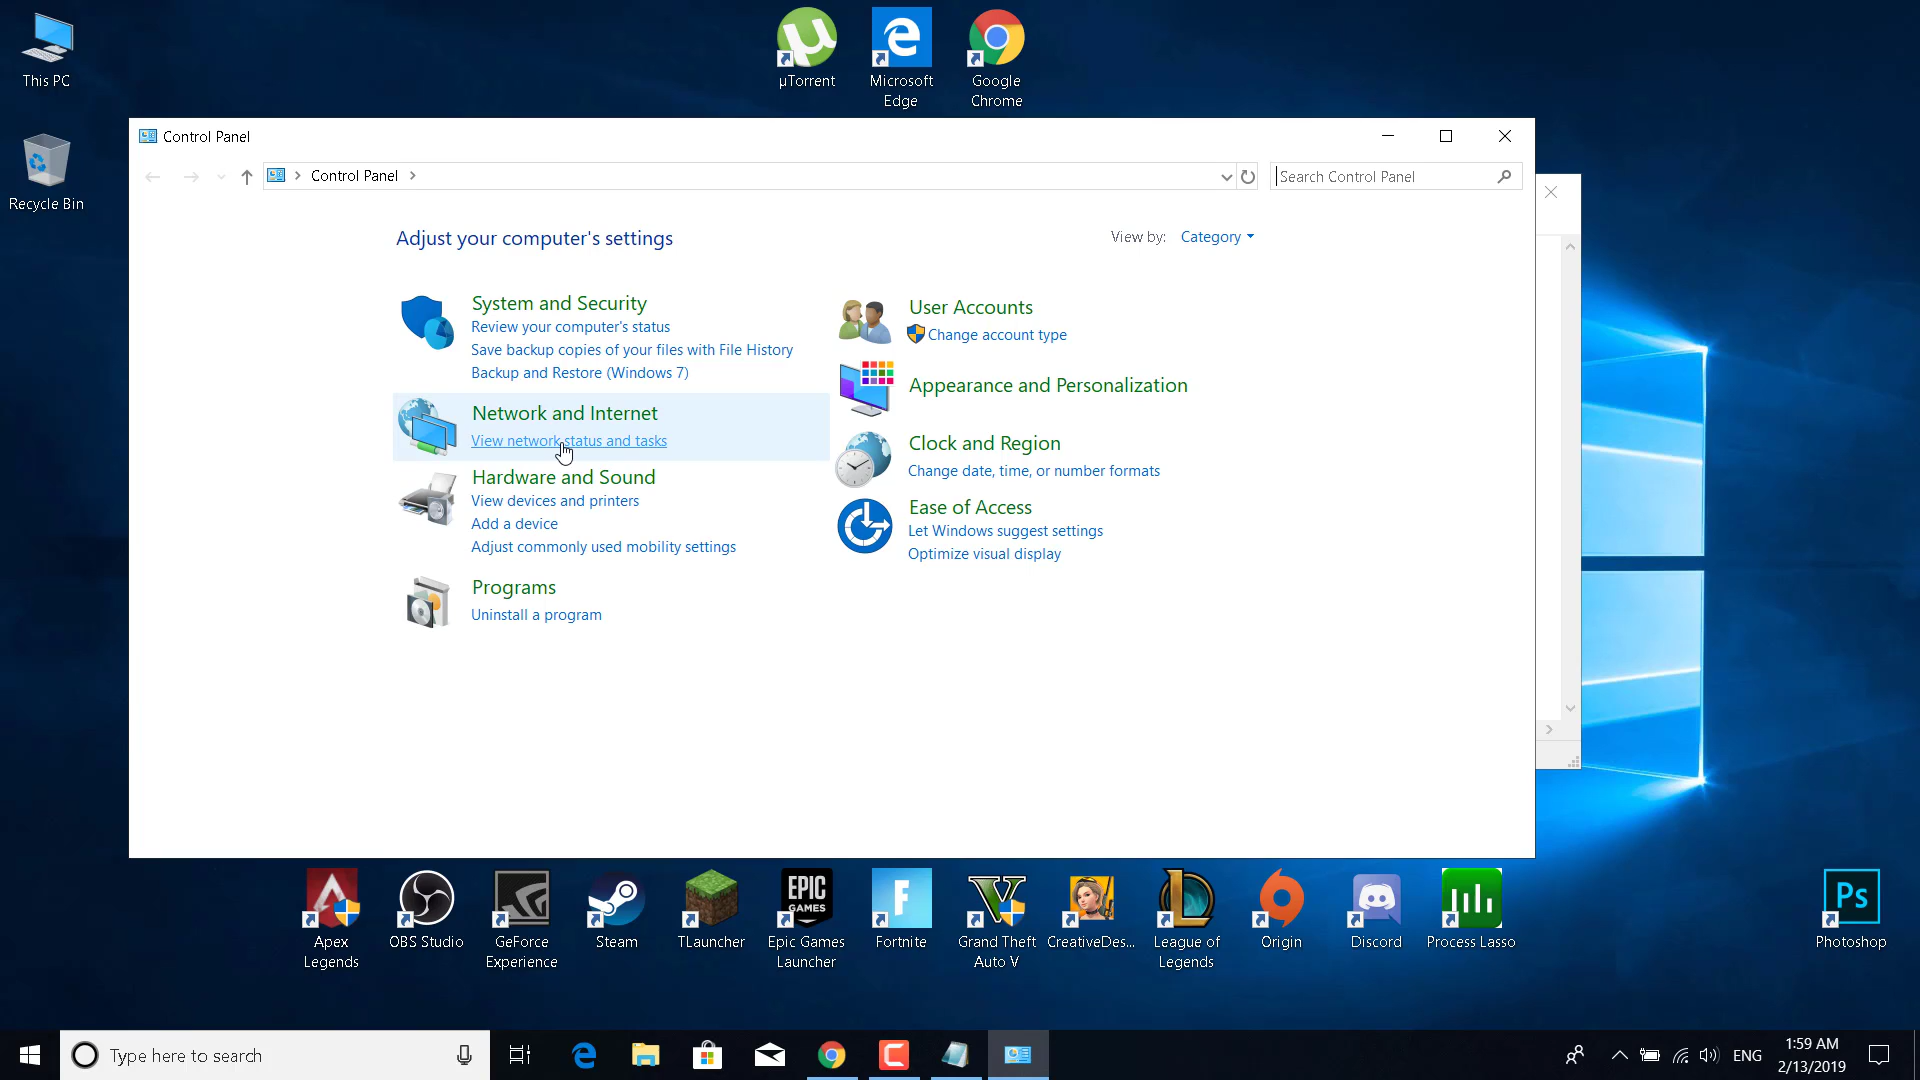 This PC
Recycle Bin
µTorrent
Microsoft
Edge
Google
Chrome
Control Panel
Control Panel
Search Control Panel
Adjust your computer's settings
View by: Category
System and Security
Review your computer's status
Save backup copies of your files with File History
Backup and Restore (Windows 7)
Network and Internet
View network status and tasks
Hardware and Sound
View devices and printers
Add a device
Adjust commonly used mobility settings
Programs
Uninstall a program
User Accounts
Change account type
Appearance and Personalization
Clock and Region
Change date, time, or number formats
Ease of Access
Let Windows suggest settings
Optimize visual display
Apex
Legends
OBS Studio
GeForce
Experience
Steam
TLauncher
EPIC
GAMES
Epic Games
Launcher
F
Fortnite
Grand Theft
Auto V
CreativeDes...
League of
Legends
Origin
Discord
Process Lasso
Ps
Photoshop
Type here to search
ENG
1:59 AM
2/13/2019